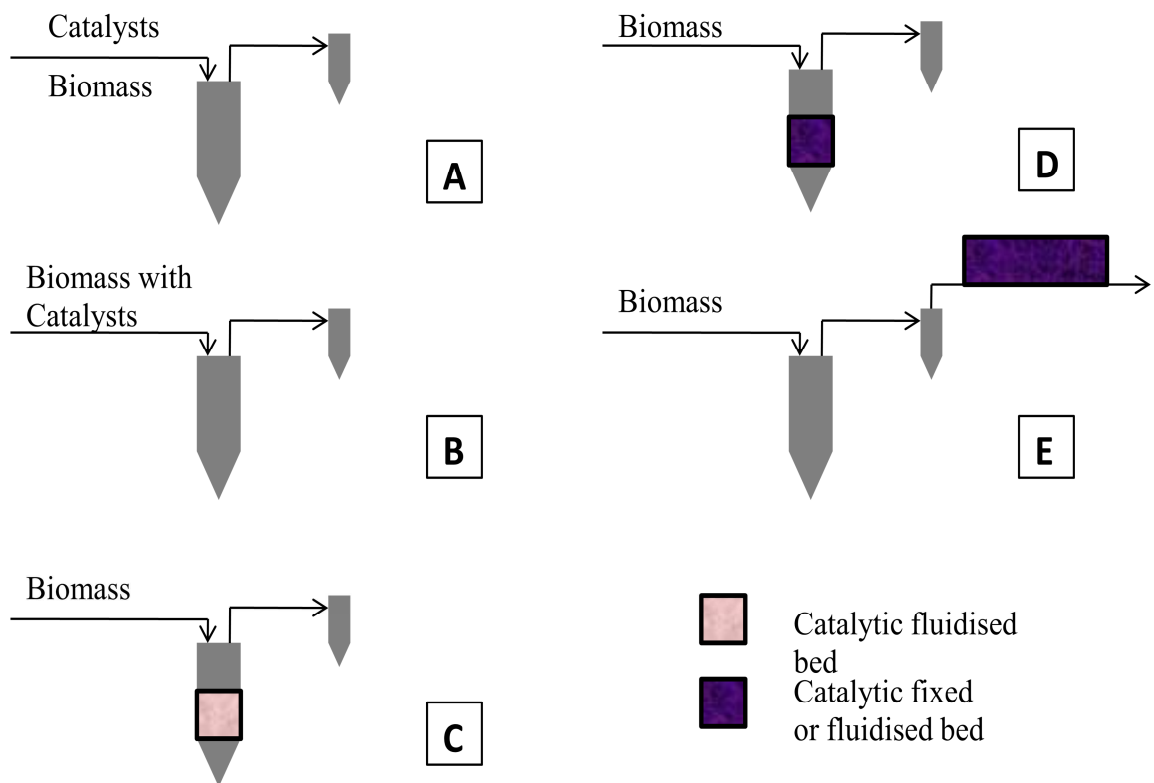 Catalysts
Biomass
A
Biomass with
Catalysts
B
Biomass
C
Biomass
D
Biomass
E
Catalytic fluidised
bed
Catalytic fixed
or fluidised bed